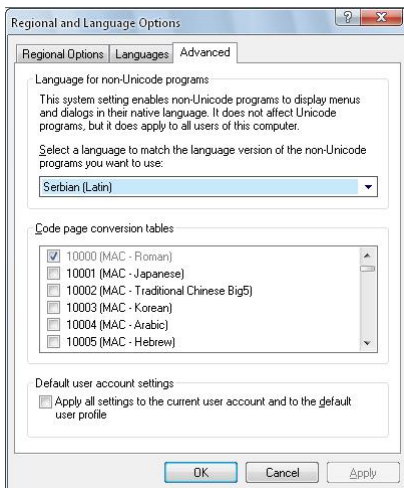 Regional and Language Options
Regional Options Languages Advanced
Language for non-Unicode programs
This system setting enables non-Unicode programs to display menus
and dialogs in their native language. It does not affect Unicode
programs, but it does apply to all users of this computer.
Select a language to match the language version of the non-Unicode
programs you want to use:
Serbian (Latin)
Code page conversion tables
10000 (MAC - Roman)
10001 (MAC - Japanese)
10002 (MAC - Traditional Chinese Big5)
10003 (MAC - Korean)
10004 (MAC - Arabic)
10005 (MAC - Hebrew)
Default user account settings
Apply all settings to the current user account and to the default
user profile
OK Cancel Apply